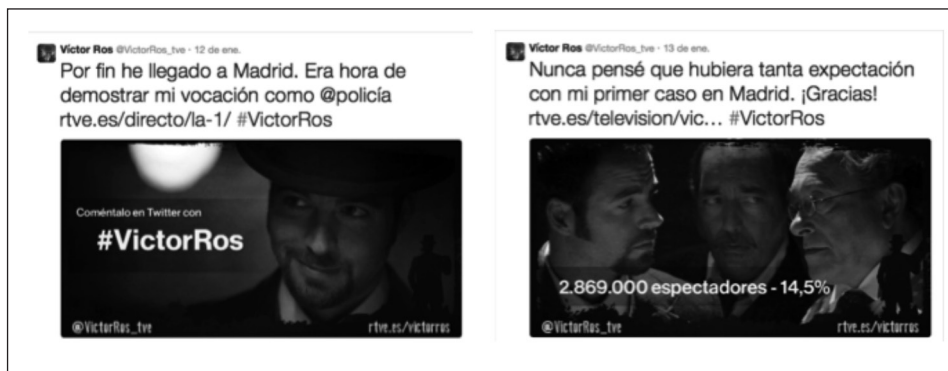 Víctor Ros @VictorRos_tve · 12 de ene.
Por fin he llegado a Madrid. Era hora de
demostrar mi vocación como @policía
rtve.es/directo/la-1/ #VictorRos
Coméntalo en Twitter con
#VictorRos
@VictorRos_tve
rtve.es/victorros
Víctor Ros @VictorRos_tve · 13 de ene.
Nunca pensé que hubiera tanta expectación
con mi primer caso en Madrid. ¡Gracias!
rtve.es/television/vic... #VictorRos
2.869.000 espectadores - 14,5%
@VictorRos_tve
rtve.es/victorros